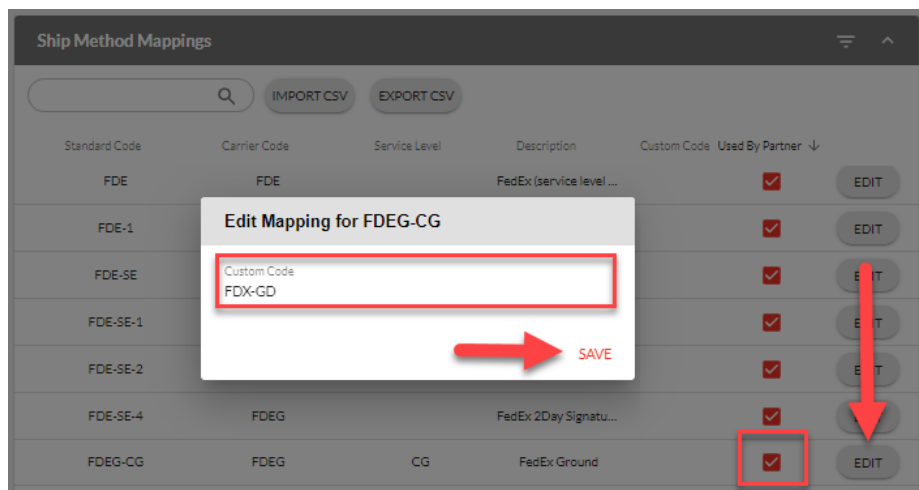 Ship Method Mappings
IMPORT CSV EXPORT CSV
Standard Code Carrier Code Service Level Description Custom Code Used By Partner
FDE FDE FedEx (service level ... EDIT
FDE-1 EDIT
Edit Mapping for FDEG-CG
FDE-SE
Custom Code
FDX-GD
FDE-SE-1
SAVE
FDE-SE-2
FDE-SE-4 FDEG FedEx 2Day Signatu...
FDEG-CG FDEG CG FedEx Ground EDIT